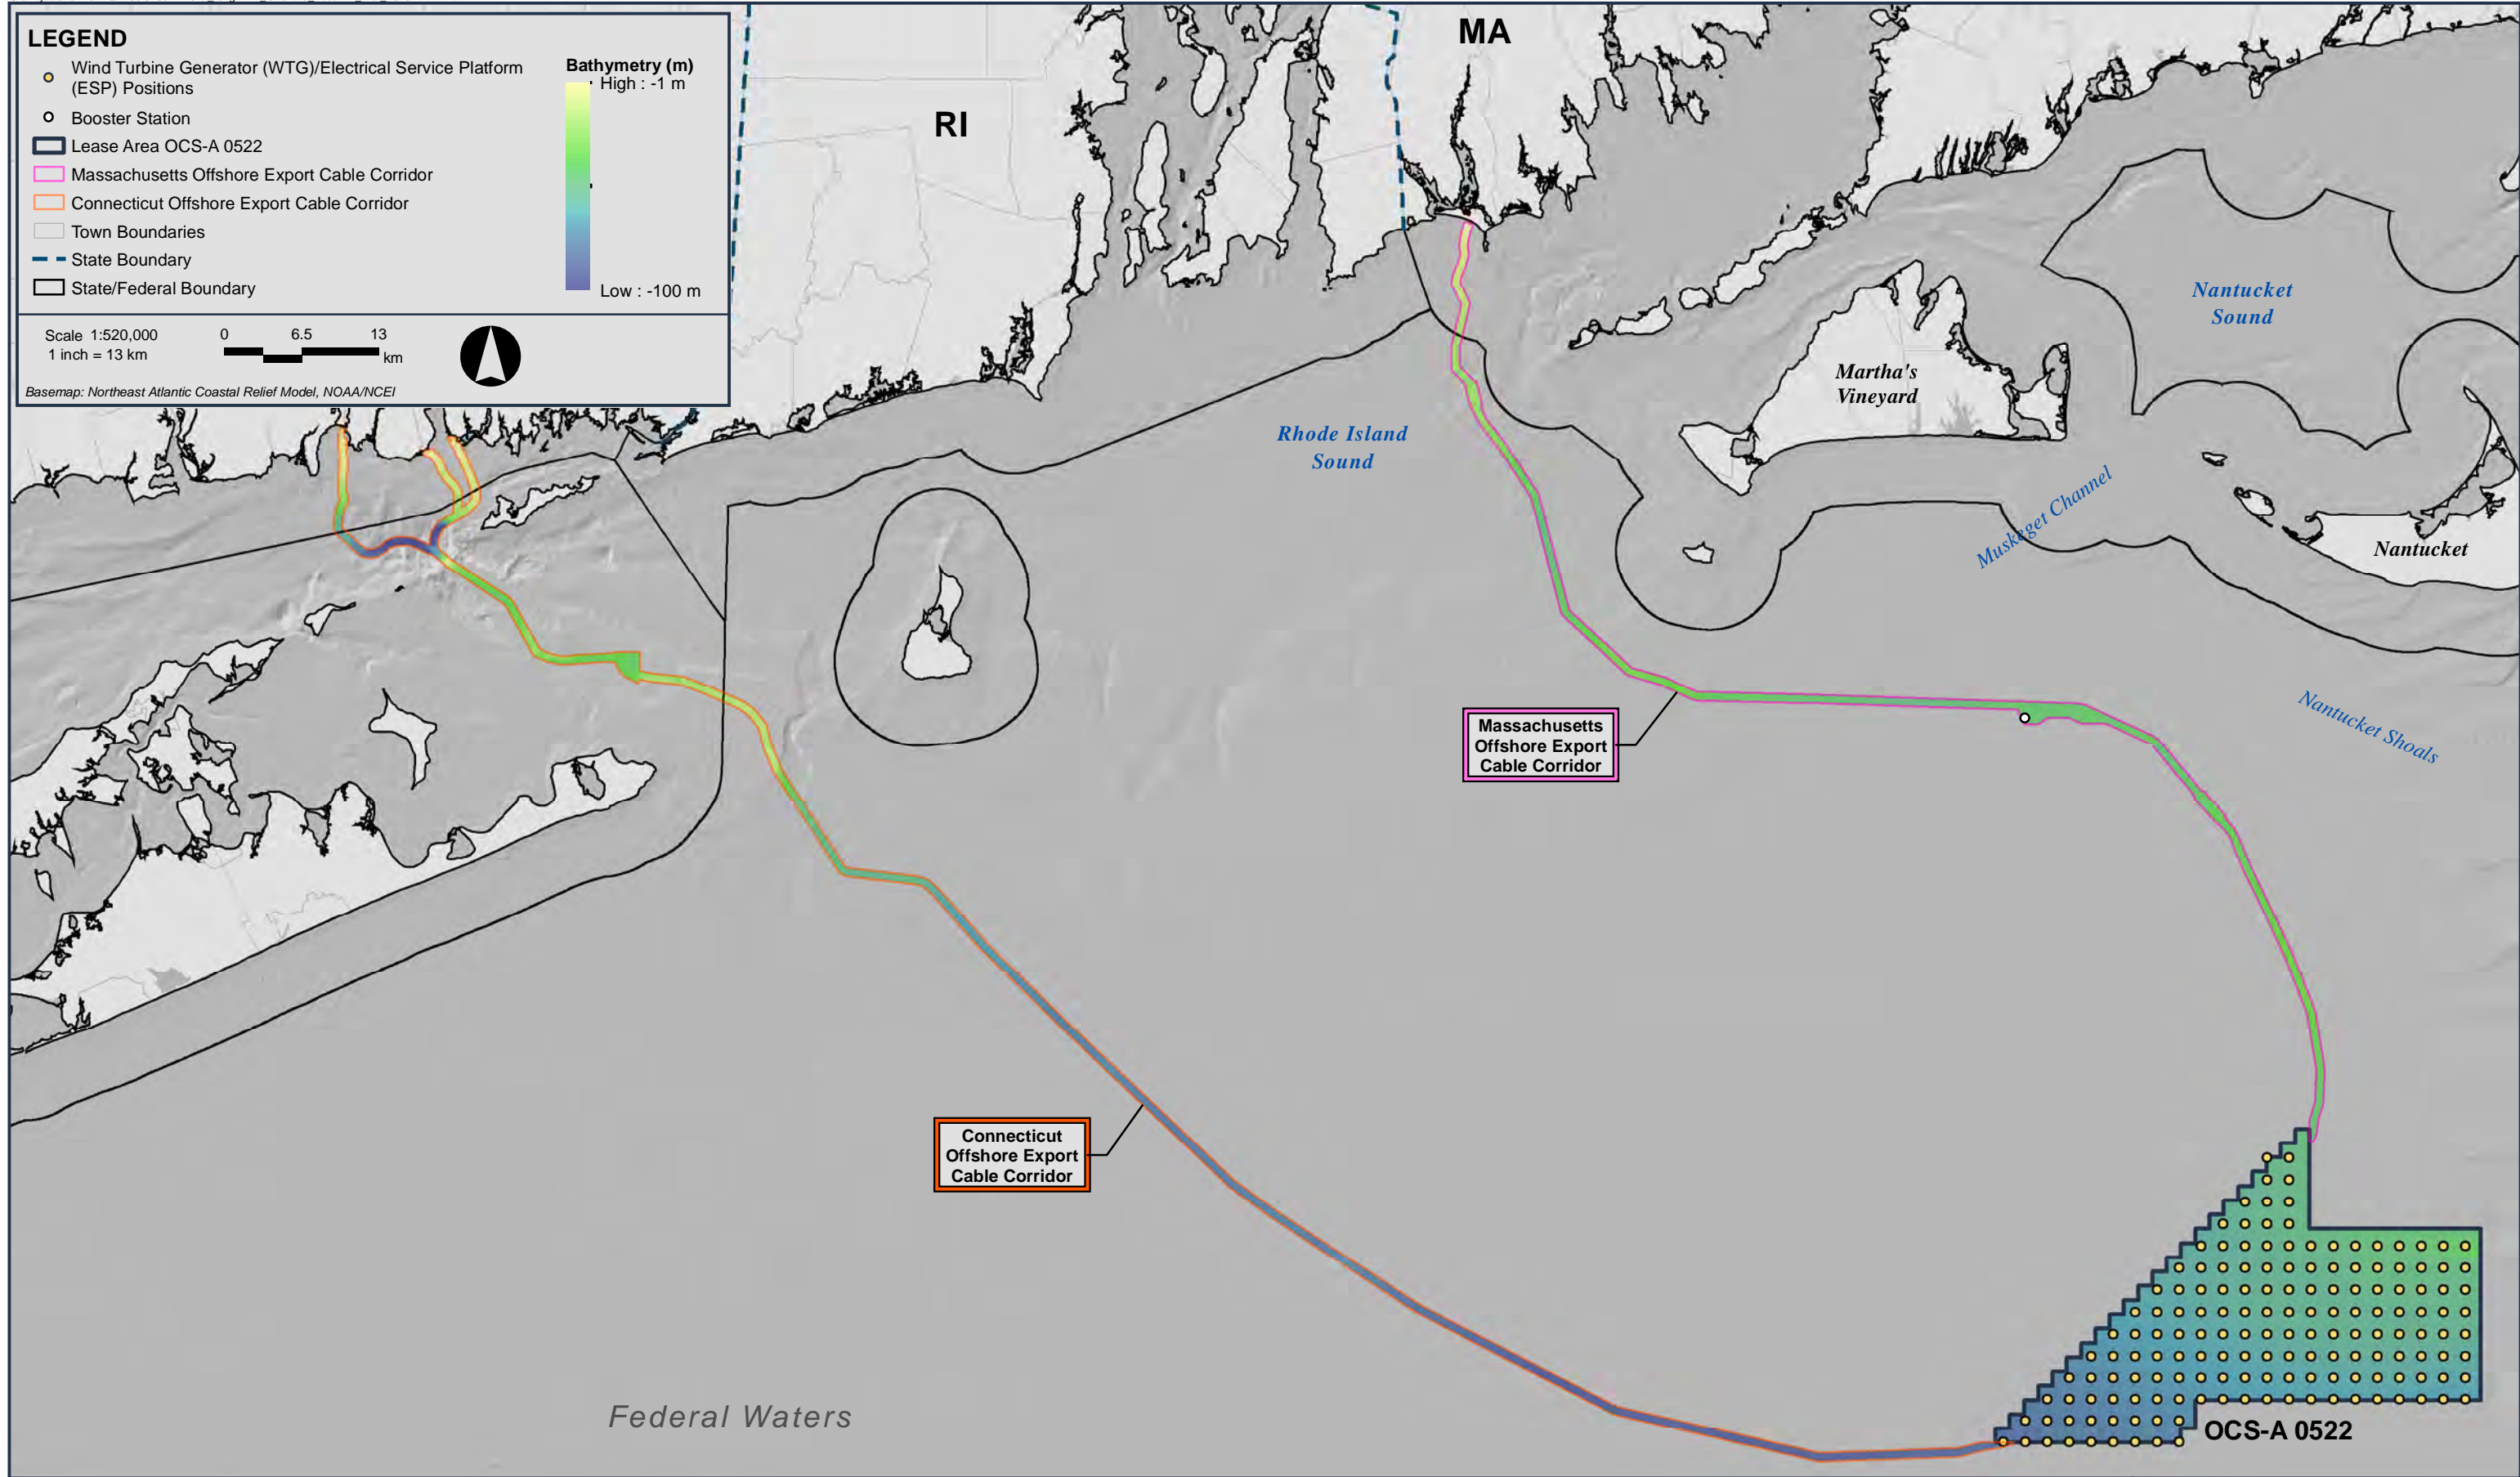 LEGEND
Wind Turbine Generator (WTG)/Electrical Service Platform
(ESP) Positions
Booster Station
Lease Area OCS-A 0522
Massachusetts Offshore Export Cable Corridor
Connecticut Offshore Export Cable Corridor
Town Boundaries
State Boundary
State/Federal Boundary
Bathymetry (m)
High : -1 m
Low : -100 m
Scale 1:520,000
1 inch = 13 km
0 6.5 13
km
Basemap: Northeast Atlantic Coastal Relief Model, NOAA/NCEI
MA
RI
Nantucket
Sound
Martha's
Vineyard
Rhode Island
Sound
Muskeget Channel
Nantucket
Nantucket Shoals
Massachusetts
Offshore Export
Cable Corridor
Connecticut
Offshore Export
Cable Corridor
Federal Waters
OCS-A 0522